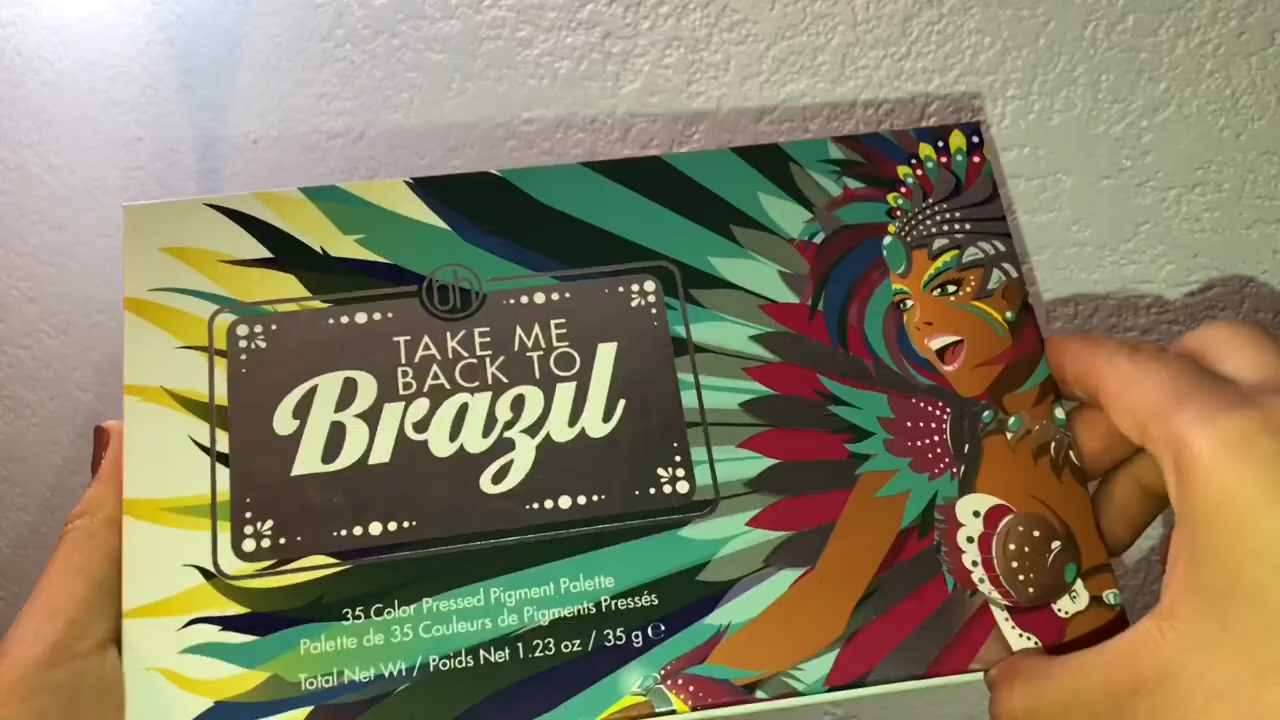 bh
TAKE ME
BACK TO
Brazil
35 Color Pressed Pigment Palette
Palette de 35 Couleurs de Pigments Pressés
Total Net Wt / Poids Net 1.23 oz / 35 g ℮